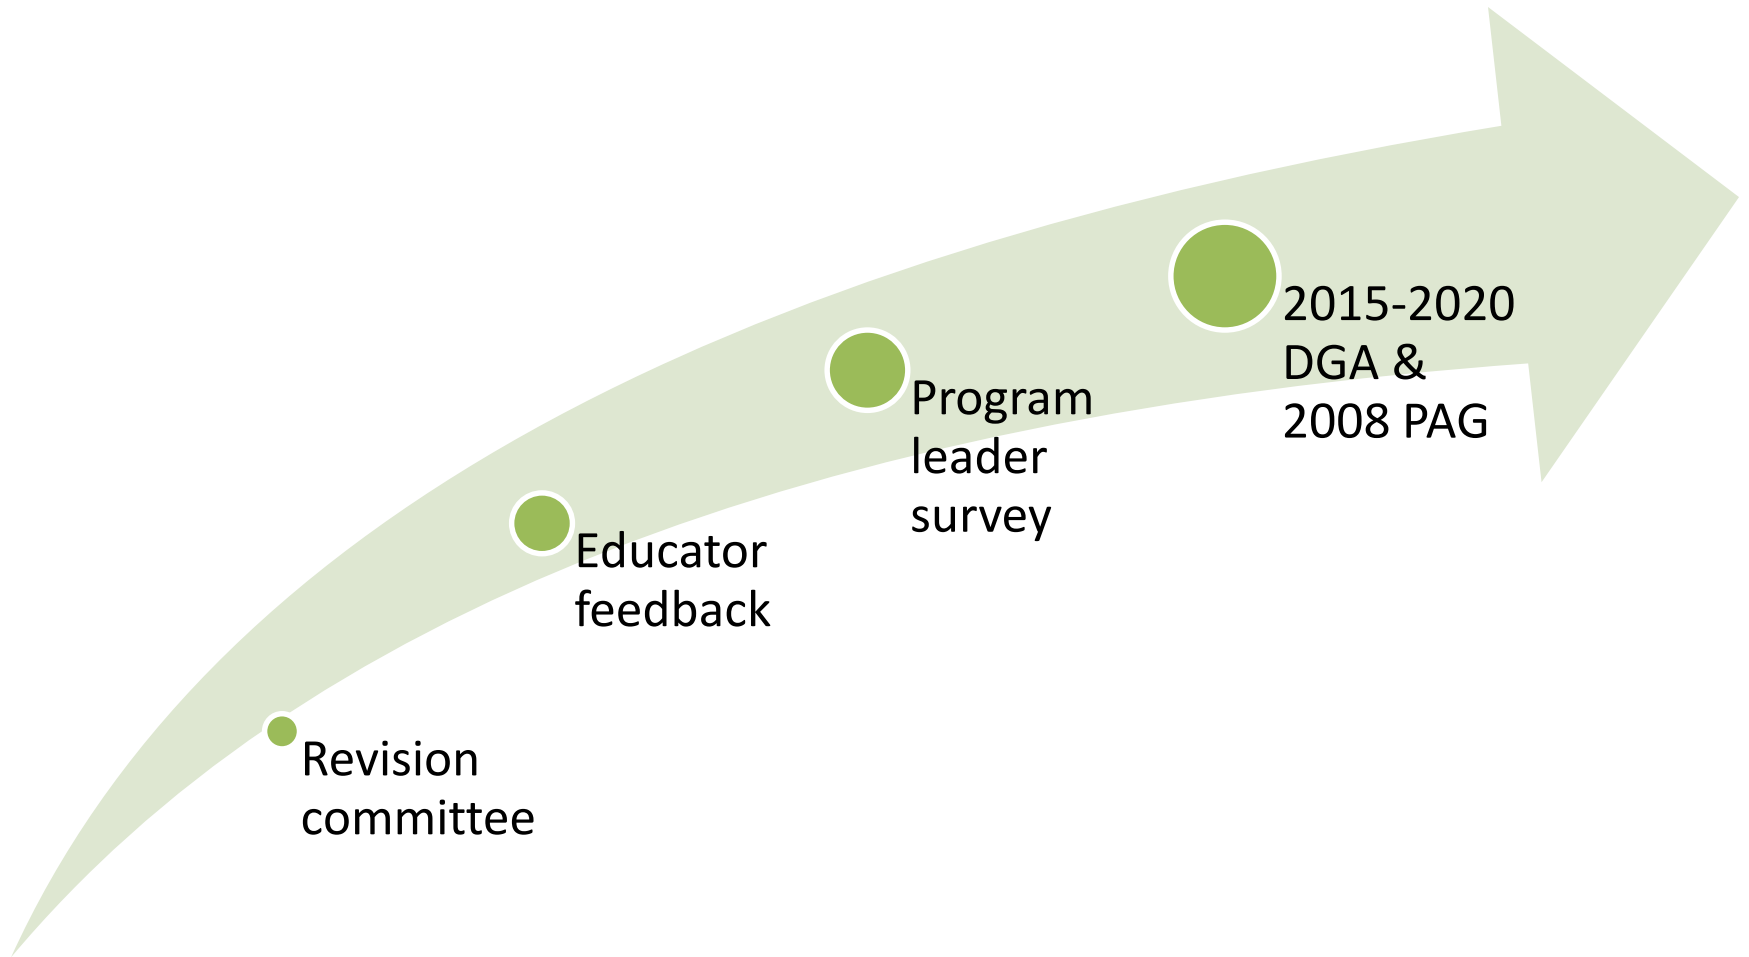 Revision
committee
Educator
feedback
Program
leader
survey
2015-2020
DGA &
2008 PAG